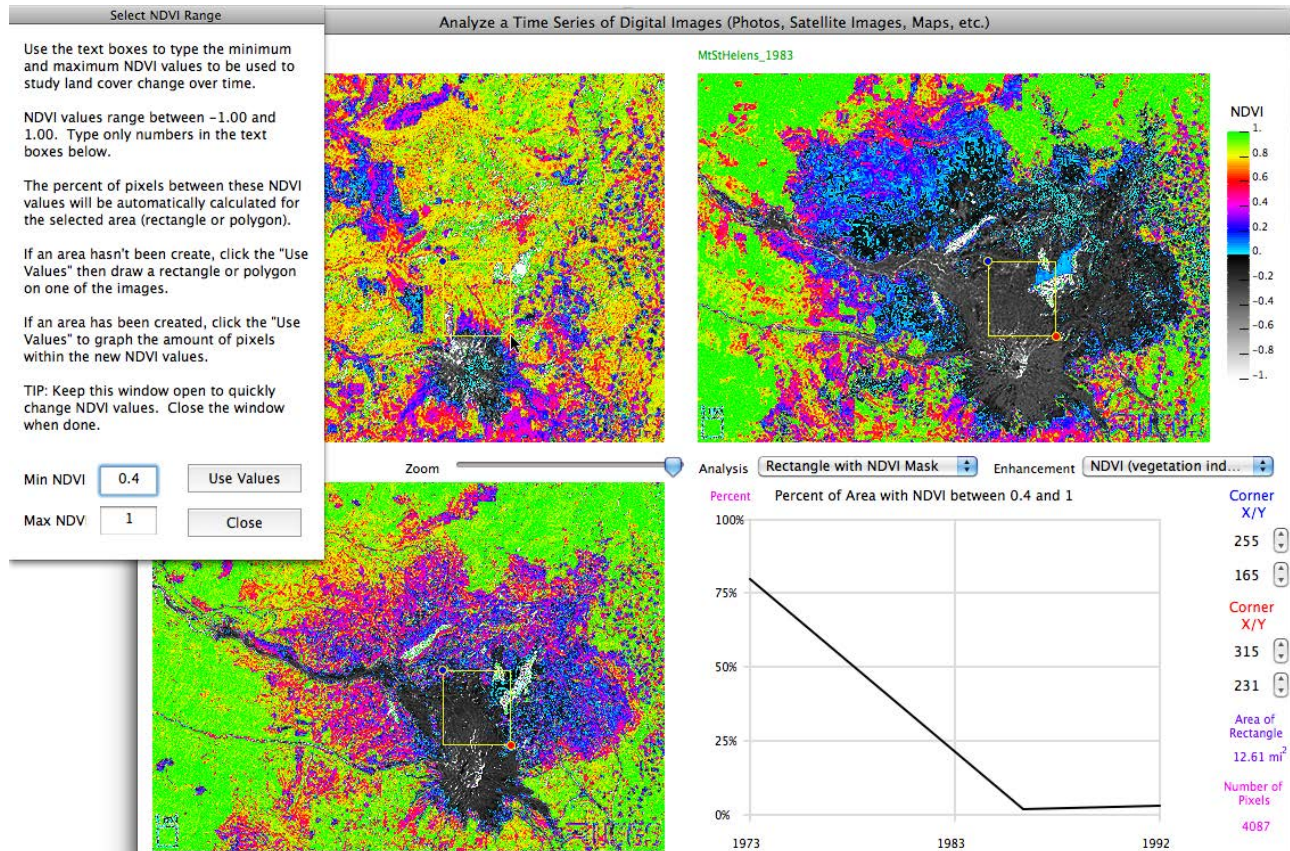 Select NDVI Range
Use the text boxes to type the minimum
and maximum NDVI values to be used to
study land cover change over time.
NDVI values range between -1.00 and
1.00. Type only numbers in the text
boxes below.
The percent of pixels between these NDVI
values will be automatically calculated for
the selected area (rectangle or polygon).
If an area hasn't been create, click the "Use
Values" then draw a rectangle or polygon
on one of the images.
If an area has been created, click the "Use
Values" to graph the amount of pixels
within the new NDVI values.
TIP: Keep this window open to quickly
change NDVI values. Close the window
when done.
Min NDVI 0.4 Use Values
Max NDV 1 Close
Analyze a Time Series of Digital Images (Photos, Satellite Images, Maps, etc.)
MtStHelens_1983
NDVI
1.
0.8
0.6
0.4
0.2
0.
-0.2
-0.4
-0.6
-0.8
-1.
Zoom
Analysis Rectangle with NDVI Mask
Enhancement NDVI (vegetation ind...
Percent
Percent of Area with NDVI between 0.4 and 1
100%
75%
50%
25%
0%
1973 1983 1992
Corner
X/Y
255
165
Corner
X/Y
315
231
Area of
Rectangle
12.61 mi²
Number of
Pixels
4087
USGS